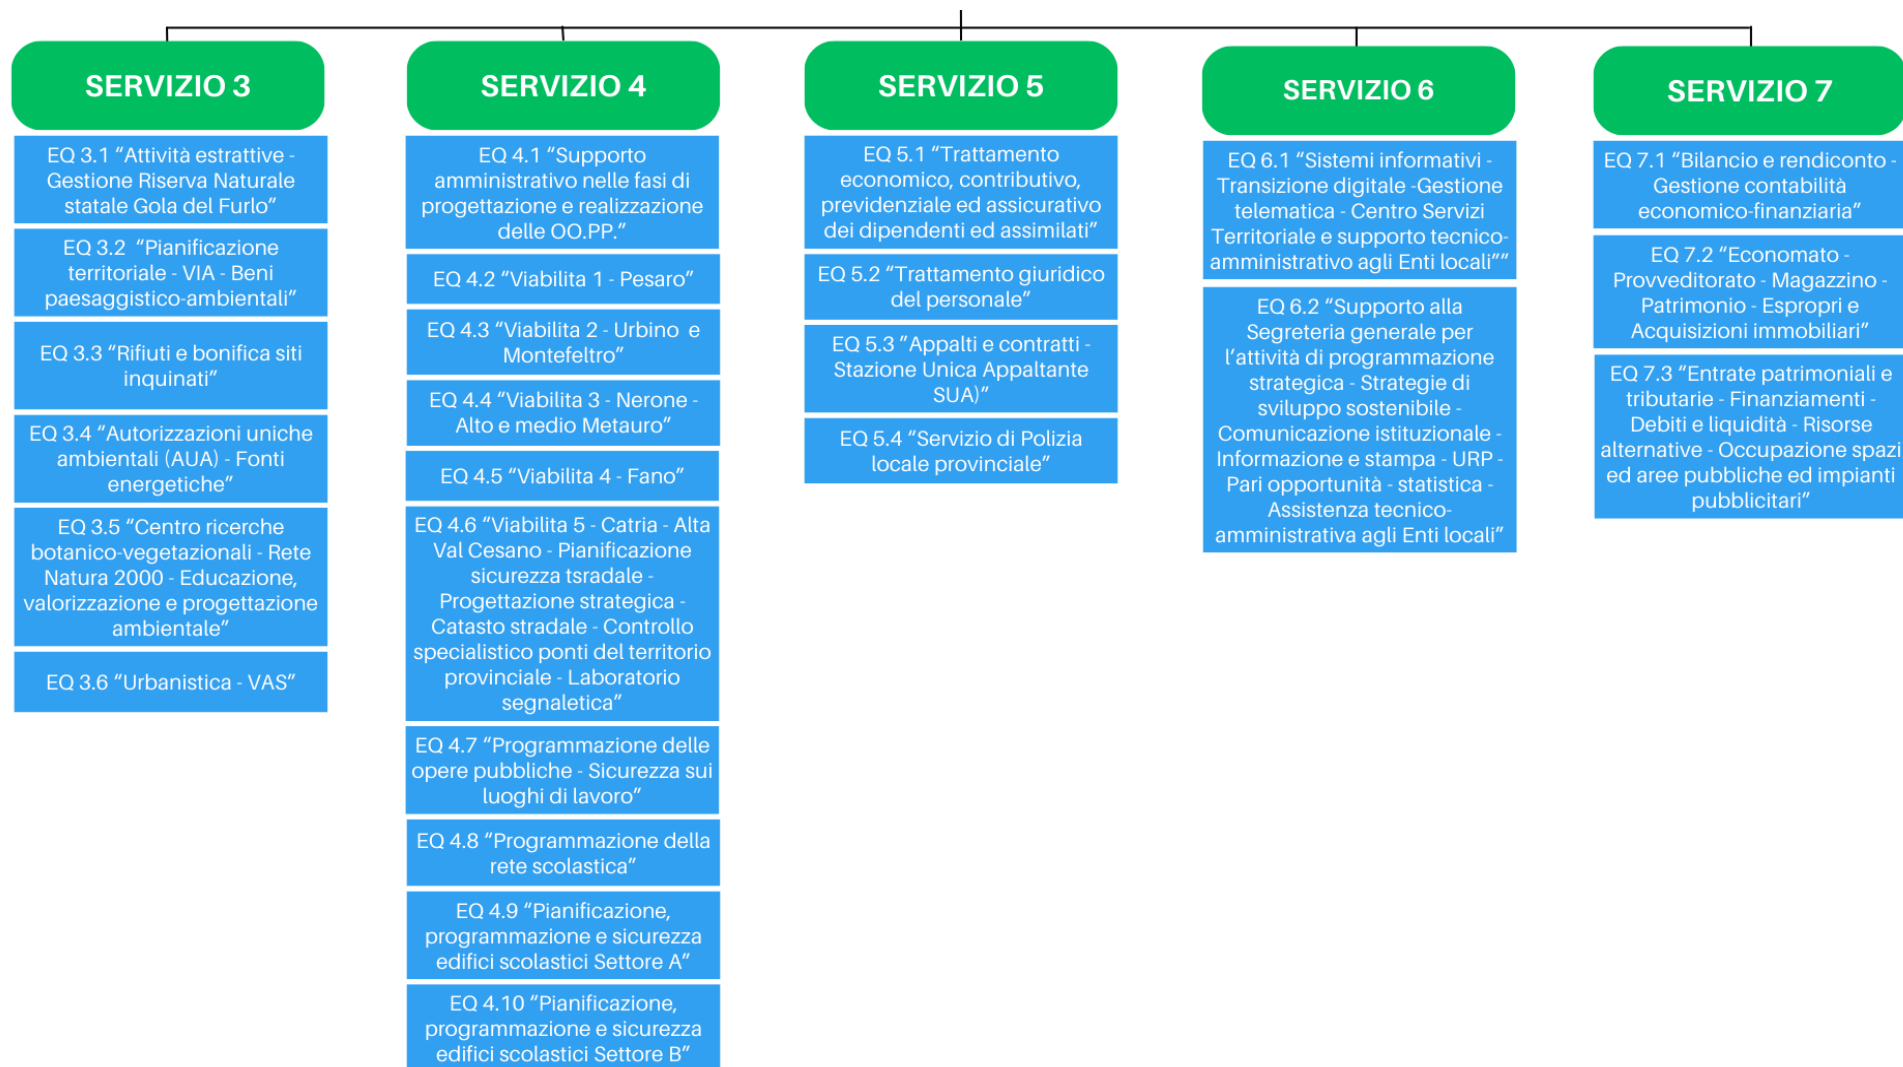 SERVIZIO 3
EQ 3.1 “Attività estrattive -
Gestione Riserva Naturale
statale Gola del Furlo”
EQ 3.2 “Pianificazione
territoriale - VIA - Beni
paesaggistico-ambientali”
EQ 3.3 “Rifiuti e bonifica siti
inquinati”
EQ 3.4 “Autorizzazioni uniche
ambientali (AUA) - Fonti
energetiche”
EQ 3.5 “Centro ricerche
botanico-vegetazionali - Rete
Natura 2000 - Educazione,
valorizzazione e progettazione
ambientale”
EQ 3.6 “Urbanistica - VAS”
SERVIZIO 4
EQ 4.1 “Supporto
amministrativo nelle fasi di
progettazione e realizzazione
delle OO.PP.”
EQ 4.2 “Viabilita 1 - Pesaro”
EQ 4.3 “Viabilita 2 - Urbino e
Montefeltro”
EQ 4.4 “Viabilita 3 - Nerone -
Alto e medio Metauro”
EQ 4.5 “Viabilita 4 - Fano”
EQ 4.6 “Viabilita 5 - Catria - Alta
Val Cesano - Pianificazione
sicurezza tsradale -
Progettazione strategica -
Catasto stradale - Controllo
specialistico ponti del territorio
provinciale - Laboratorio
segnaletica”
EQ 4.7 “Programmazione delle
opere pubbliche - Sicurezza sui
luoghi di lavoro”
EQ 4.8 “Programmazione della
rete scolastica”
EQ 4.9 “Pianificazione,
programmazione e sicurezza
edifici scolastici Settore A”
EQ 4.10 “Pianificazione,
programmazione e sicurezza
edifici scolastici Settore B”
SERVIZIO 5
EQ 5.1 “Trattamento
economico, contributivo,
previdenziale ed assicurativo
dei dipendenti ed assimilati”
EQ 5.2 “Trattamento giuridico
del personale”
EQ 5.3 “Appalti e contratti -
Stazione Unica Appaltante
SUA)”
EQ 5.4 “Servizio di Polizia
locale provinciale”
SERVIZIO 6
EQ 6.1 “Sistemi informativi -
Transizione digitale -Gestione
telematica - Centro Servizi
Territoriale e supporto tecnico-
amministrativo agli Enti locali””
EQ 6.2 “Supporto alla
Segreteria generale per
l’attività di programmazione
strategica - Strategie di
sviluppo sostenibile -
Comunicazione istituzionale -
Informazione e stampa - URP -
Pari opportunità - statistica -
Assistenza tecnico-
amministrativa agli Enti locali”
SERVIZIO 7
EQ 7.1 “Bilancio e rendiconto -
Gestione contabilità
economico-finanziaria”
EQ 7.2 “Economato -
Provveditorato - Magazzino -
Patrimonio - Espropri e
Acquisizioni immobiliari”
EQ 7.3 “Entrate patrimoniali e
tributarie - Finanziamenti -
Debiti e liquidità - Risorse
alternative - Occupazione spazi
ed aree pubbliche ed impianti
pubblicitari”